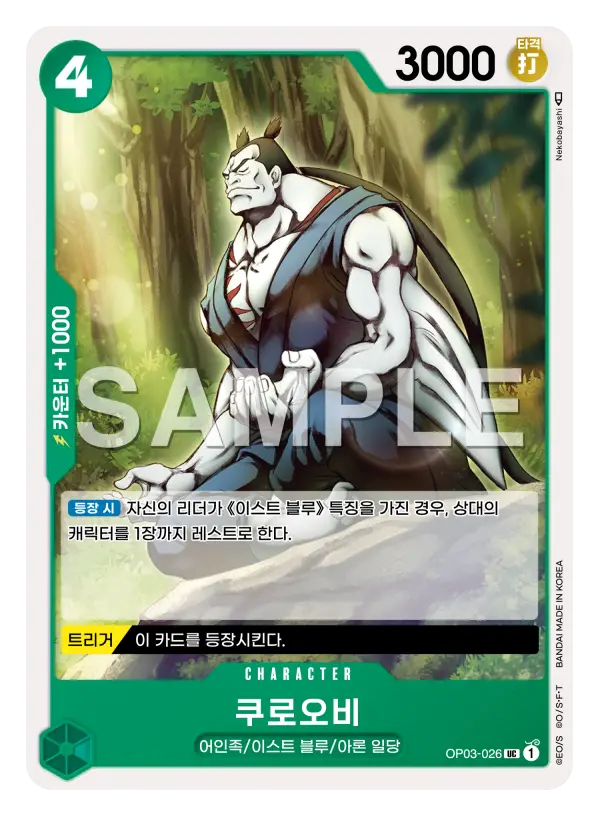 4
3000
타격
打
Nekobayashi
카운터 +1000
SAMPLE
등장 시 자신의 리더가 《이스트 블루》 특징을 가진 경우, 상대의
캐릭터를 1장까지 레스트로 한다.
트리거 이 카드를 등장시킨다.
CHARACTER
쿠로오비
어인족/이스트 블루/아론 일당
OP03-026 UC 1
©EO/S ©O/S·F·T BANDAI MADE IN KOREA